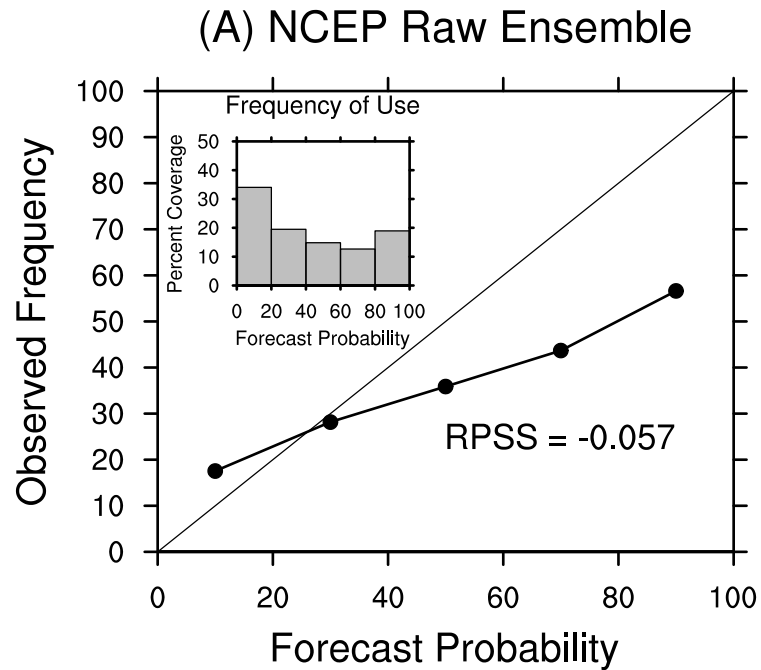 (A) NCEP Raw Ensemble
Observed Frequency
100
90
80
70
60
50
40
30
20
10
0
Frequency of Use
Percent Coverage
50
40
30
20
10
0
0 20 40 60 80 100
Forecast Probability
RPSS = -0.057
0 20 40 60 80 100
Forecast Probability